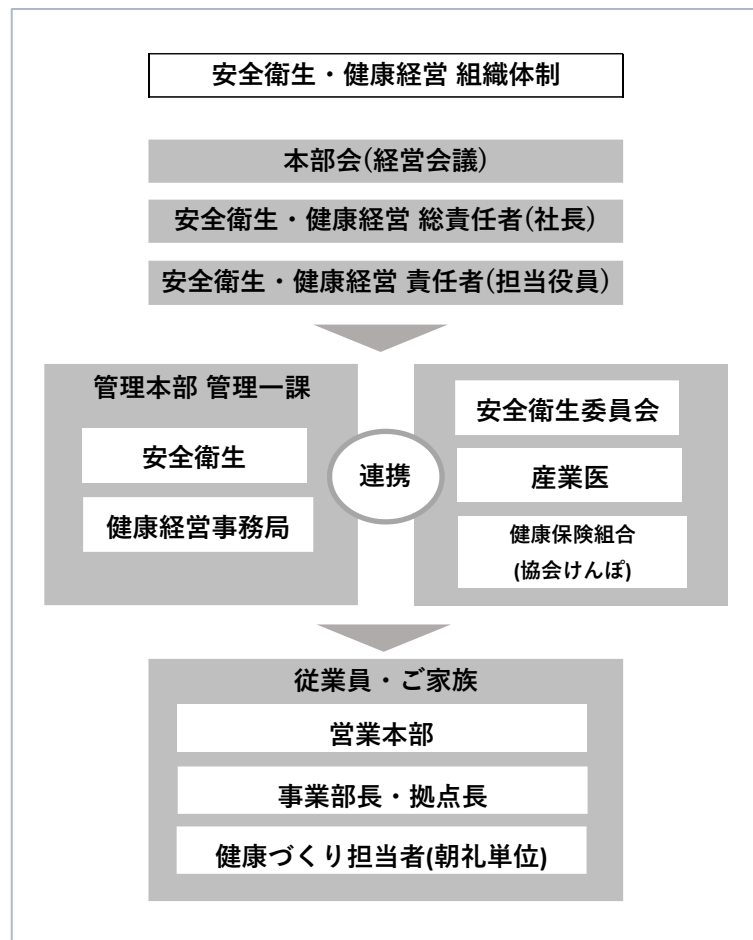 安全衛生・健康経営 組織体制
本部会(経営会議)
安全衛生・健康経営 総責任者(社長)
安全衛生・健康経営 責任者(担当役員)
管理本部 管理一課
安全衛生
健康経営事務局
連携
安全衛生委員会
産業医
健康保険組合
(協会けんぽ)
従業員・ご家族
営業本部
事業部長・拠点長
健康づくり担当者(朝礼単位)